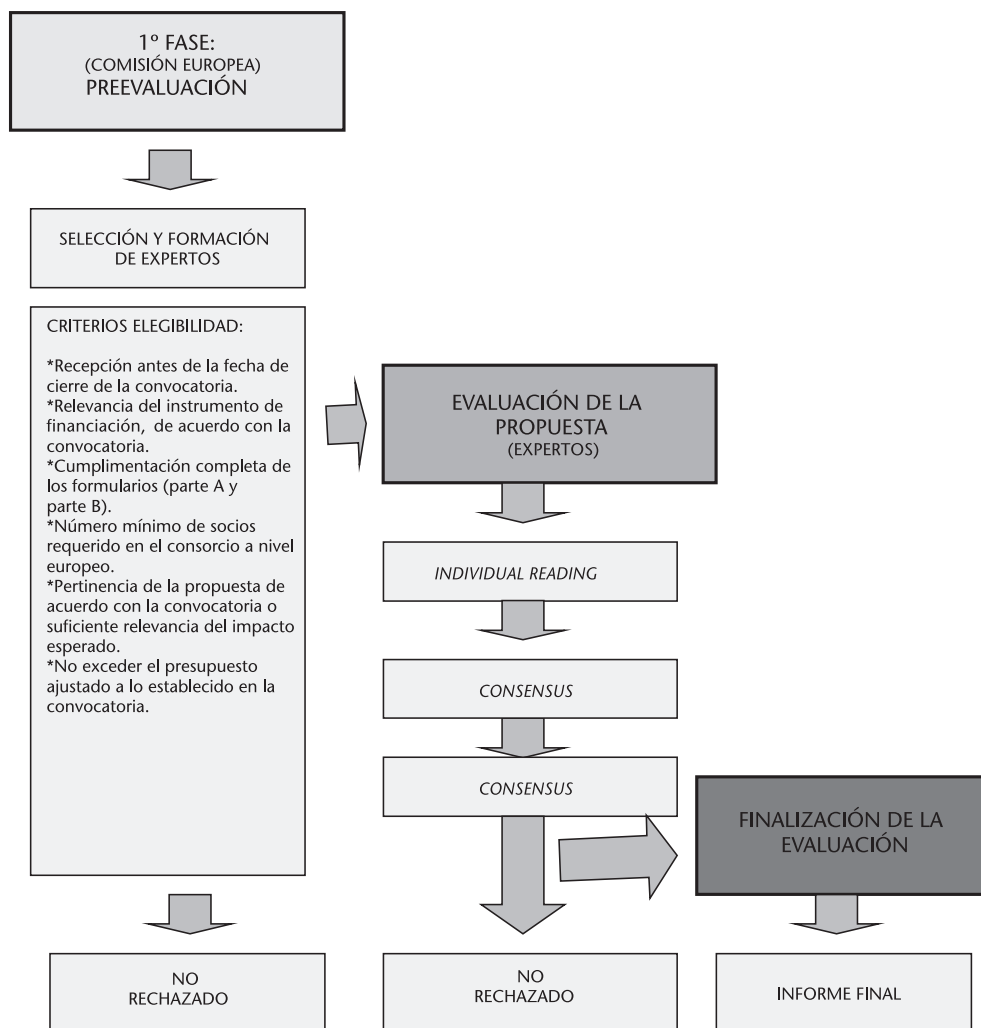 1º FASE:
(COMISIÓN EUROPEA)
PREEVALUACIÓN
SELECCIÓN Y FORMACIÓN
DE EXPERTOS
CRITERIOS ELEGIBILIDAD:
*Recepción antes de la fecha de
cierre de la convocatoria.
*Relevancia del instrumento de
financiación, de acuerdo con la
convocatoria.
*Cumplimentación completa de
los formularios (parte A y
parte B).
*Número mínimo de socios
requerido en el consorcio a nivel
europeo.
*Pertinencia de la propuesta de
acuerdo con la convocatoria o
suficiente relevancia del impacto
esperado.
*No exceder el presupuesto
ajustado a lo establecido en la
convocatoria.
NO
RECHAZADO
EVALUACIÓN DE LA
PROPUESTA
(EXPERTOS)
INDIVIDUAL READING
CONSENSUS
CONSENSUS
NO
RECHAZADO
FINALIZACIÓN DE LA
EVALUACIÓN
INFORME FINAL